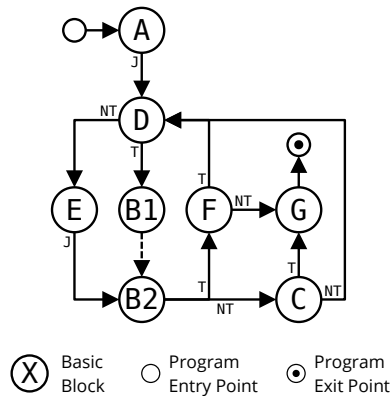 A
J
NT
D
T
E
B1
T
F
NT
G
J
B2
T
NT
T
C
NT
X
Basic
Block
Program
Entry Point
Program
Exit Point